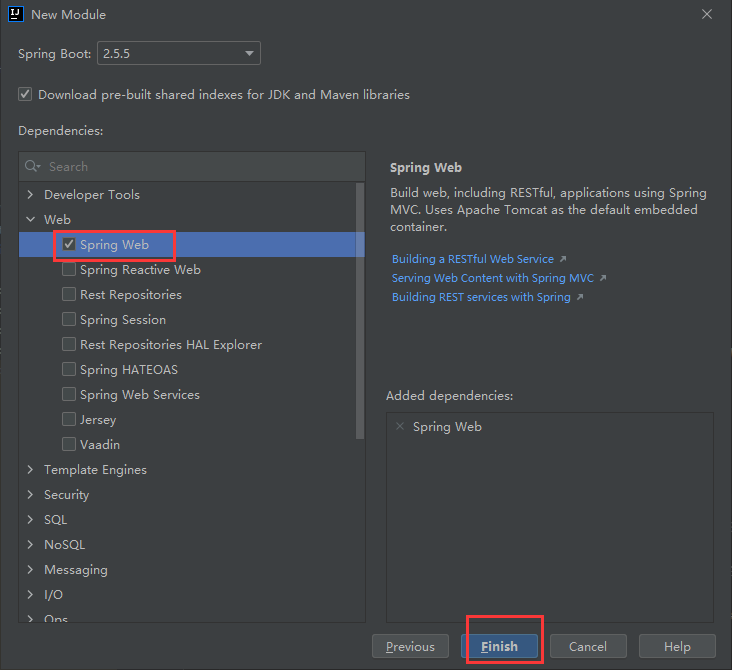 New Module
Spring Boot: 2.5.5
Download pre-built shared indexes for JDK and Maven libraries
Dependencies:
Search
Developer Tools
Web
Spring Web
Spring Reactive Web
Rest Repositories
Spring Session
Rest Repositories HAL Explorer
Spring HATEOAS
Spring Web Services
Jersey
Vaadin
Template Engines
Security
SQL
NoSQL
Messaging
I/O
Ops
Spring Web
Build web, including RESTful, applications using Spring
MVC. Uses Apache Tomcat as the default embedded
container.
Building a RESTful Web Service
Serving Web Content with Spring MVC
Building REST services with Spring
Added dependencies:
Spring Web
Previous
Finish
Cancel
Help